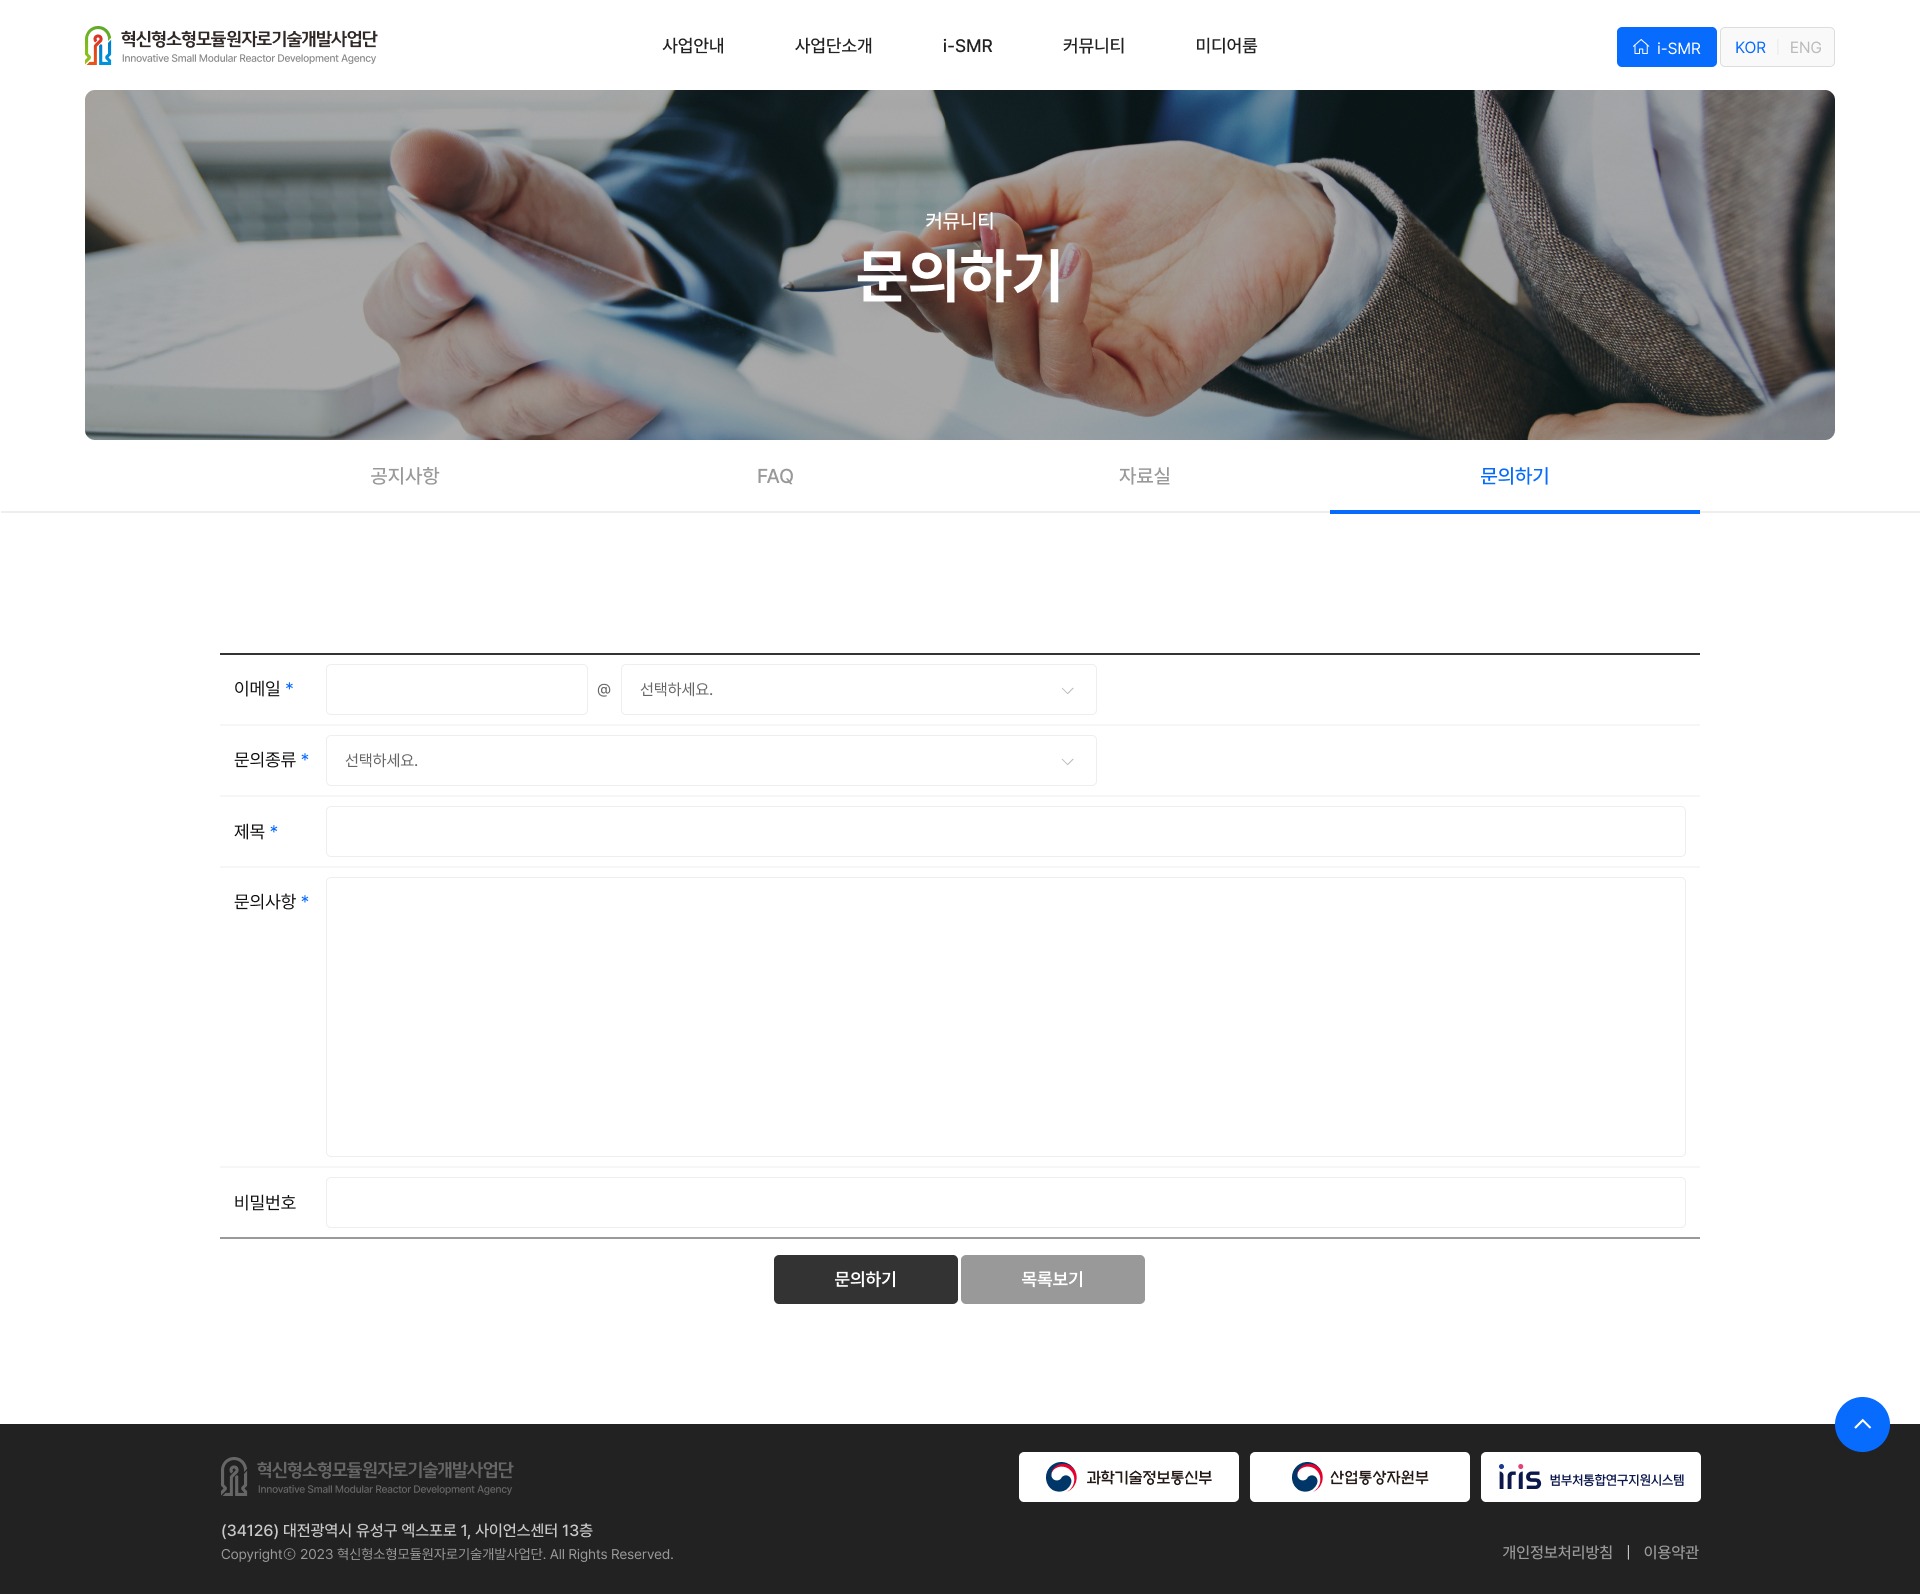 혁신형소형모듈원자로기술개발사업단
Innovative Small Modular Reactor Development Agency
사업안내 사업단소개 i-SMR 커뮤니티 미디어룸
i-SMR KOR ENG
커뮤니티
문의하기
공지사항 FAQ 자료실 문의하기
이메일 * @ 선택하세요.
문의종류 * 선택하세요.
제목 *
문의사항 *
비밀번호
문의하기 목록보기
혁신형소형모듈원자로기술개발사업단
Innovative Small Modular Reactor Development Agency
과학기술정보통신부 산업통상자원부 iris 범부처통합연구지원시스템
(34126) 대전광역시 유성구 엑스포로 1, 사이언스센터 13층
Copyrightⓒ 2023 혁신형소형모듈원자로기술개발사업단. All Rights Reserved.
개인정보처리방침 | 이용약관